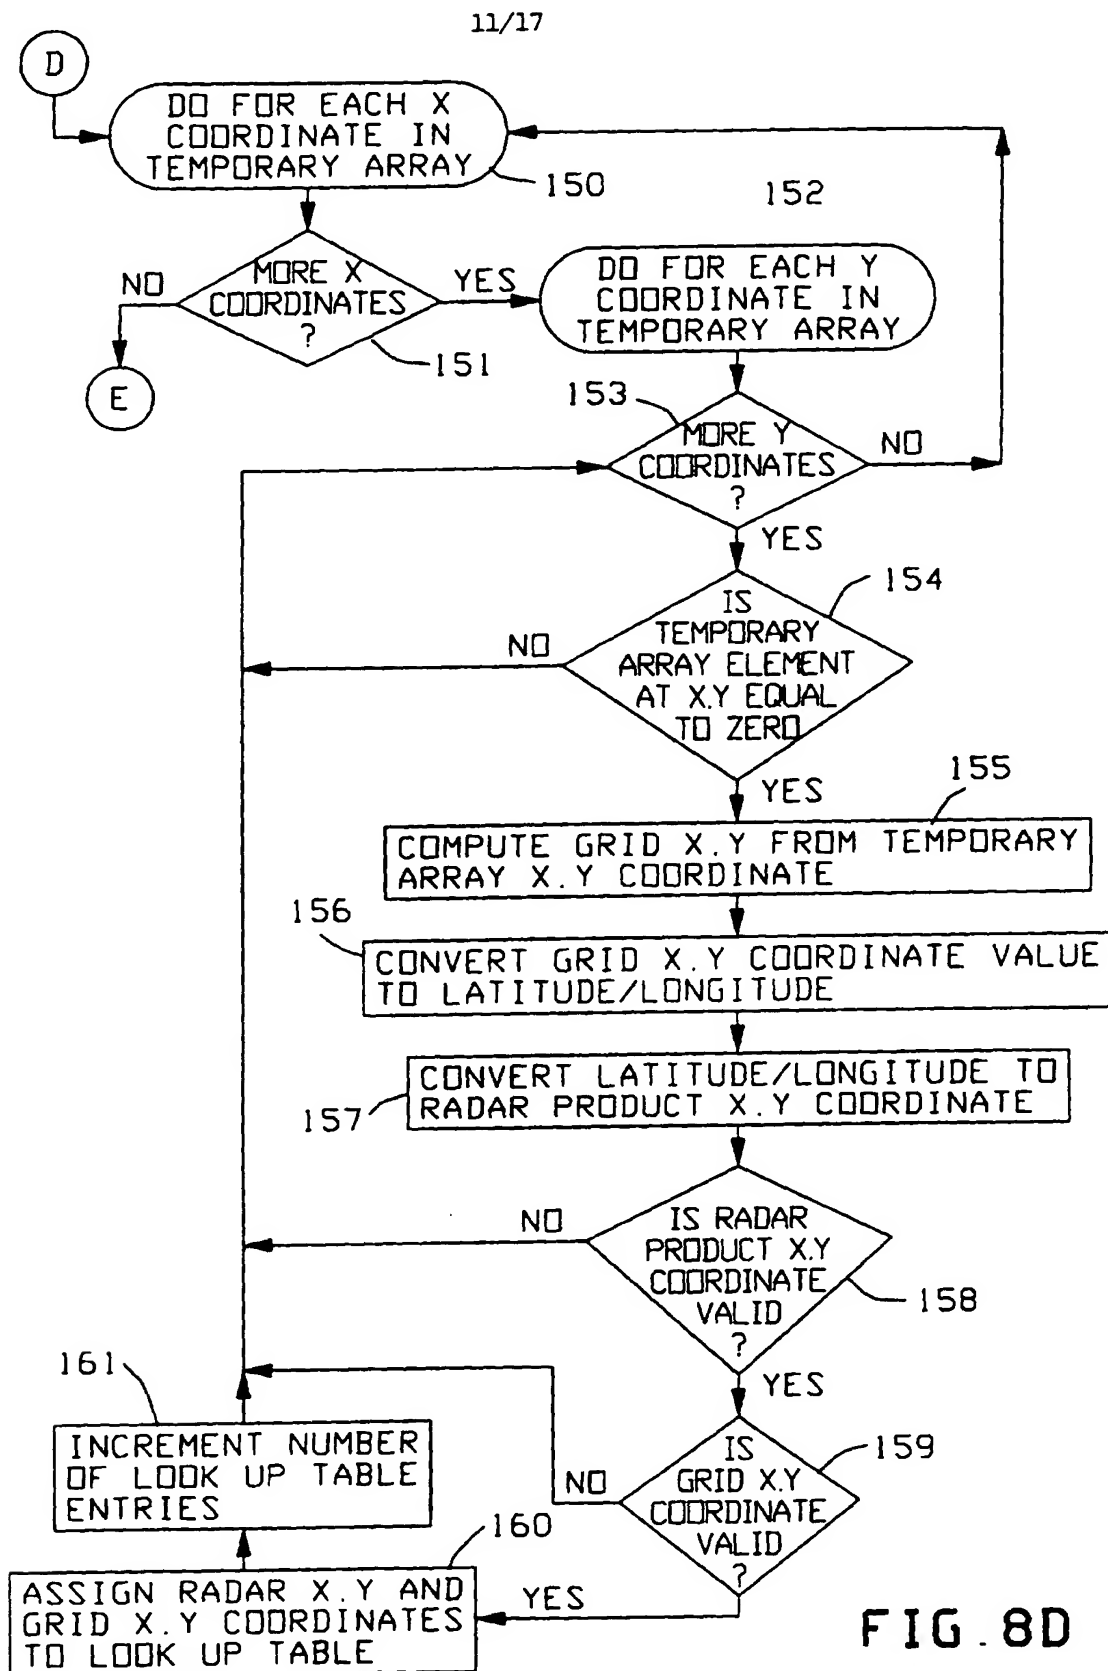 11/17
D
DO FOR EACH X
COORDINATE IN
TEMPORARY ARRAY
150
152
MORE X
COORDINATES
?
NO
YES
151
E
DO FOR EACH Y
COORDINATE IN
TEMPORARY ARRAY
153
MORE Y
COORDINATES
?
NO
YES
154
IS
TEMPORARY
ARRAY ELEMENT
AT X.Y EQUAL
TO ZERO
NO
YES
155
COMPUTE GRID X.Y FROM TEMPORARY
ARRAY X.Y COORDINATE
156
CONVERT GRID X.Y COORDINATE VALUE
TO LATITUDE/LONGITUDE
CONVERT LATITUDE/LONGITUDE TO
RADAR PRODUCT X.Y COORDINATE
157
NO
IS RADAR
PRODUCT X.Y
COORDINATE
VALID
?
158
YES
161
INCREMENT NUMBER
OF LOOK UP TABLE
ENTRIES
NO
IS
GRID X.Y
COORDINATE
VALID
?
159
160
ASSIGN RADAR X.Y AND
GRID X.Y COORDINATES
TO LOOK UP TABLE
YES
FIG.8D